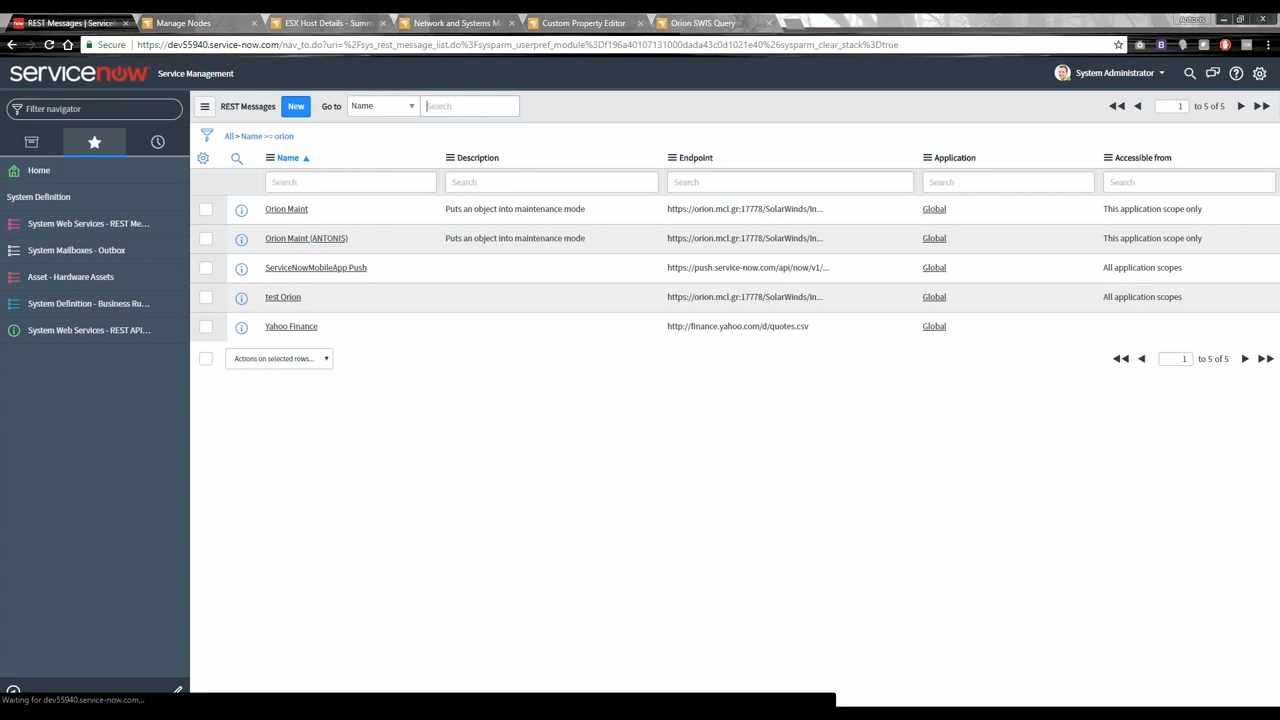 REST Messages | Service
Manage Nodes
ESX Host Details - Summ
Network and Systems M
Custom Property Editor
Orion SWIS Query
Antonis
Secure https://dev55940.service-now.com/nav_to.do?uri=%2Fsys_rest_message_list.do%3Fsysparm_userpref_module%3Df196a40107131000dada43c0d1021e40%26sysparm_clear_stack%3Dtrue
servicenow Service Management
System Administrator
Filter navigator
REST Messages New Go to Name Search
1 to 5 of 5
All > Name >= orion
Home
System Definition
System Web Services - REST Me...
System Mailboxes - Outbox
Asset - Hardware Assets
System Definition - Business Ru...
System Web Services - REST API...
Name Description Endpoint Application Accessible from
Search Search Search Search Search
Orion Maint Puts an object into maintenance mode https://orion.mcl.gr:17778/SolarWinds/In... Global This application scope only
Orion Maint (ANTONIS) Puts an object into maintenance mode https://orion.mcl.gr:17778/SolarWinds/In... Global This application scope only
ServiceNowMobileApp Push https://push.service-now.com/api/now/v1/... Global All application scopes
test Orion https://orion.mcl.gr:17778/SolarWinds/In... Global All application scopes
Yahoo Finance http://finance.yahoo.com/d/quotes.csv Global
Actions on selected rows...
1 to 5 of 5
Waiting for dev55940.service-now.com...